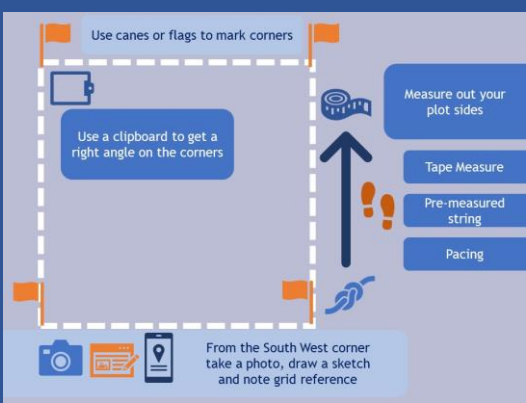 Use canes or flags to mark corners
Use a clipboard to get a
right angle on the corners
Measure out your
plot sides
Tape Measure
Pre-measured
string
Pacing
From the South West corner
take a photo, draw a sketch
and note grid reference